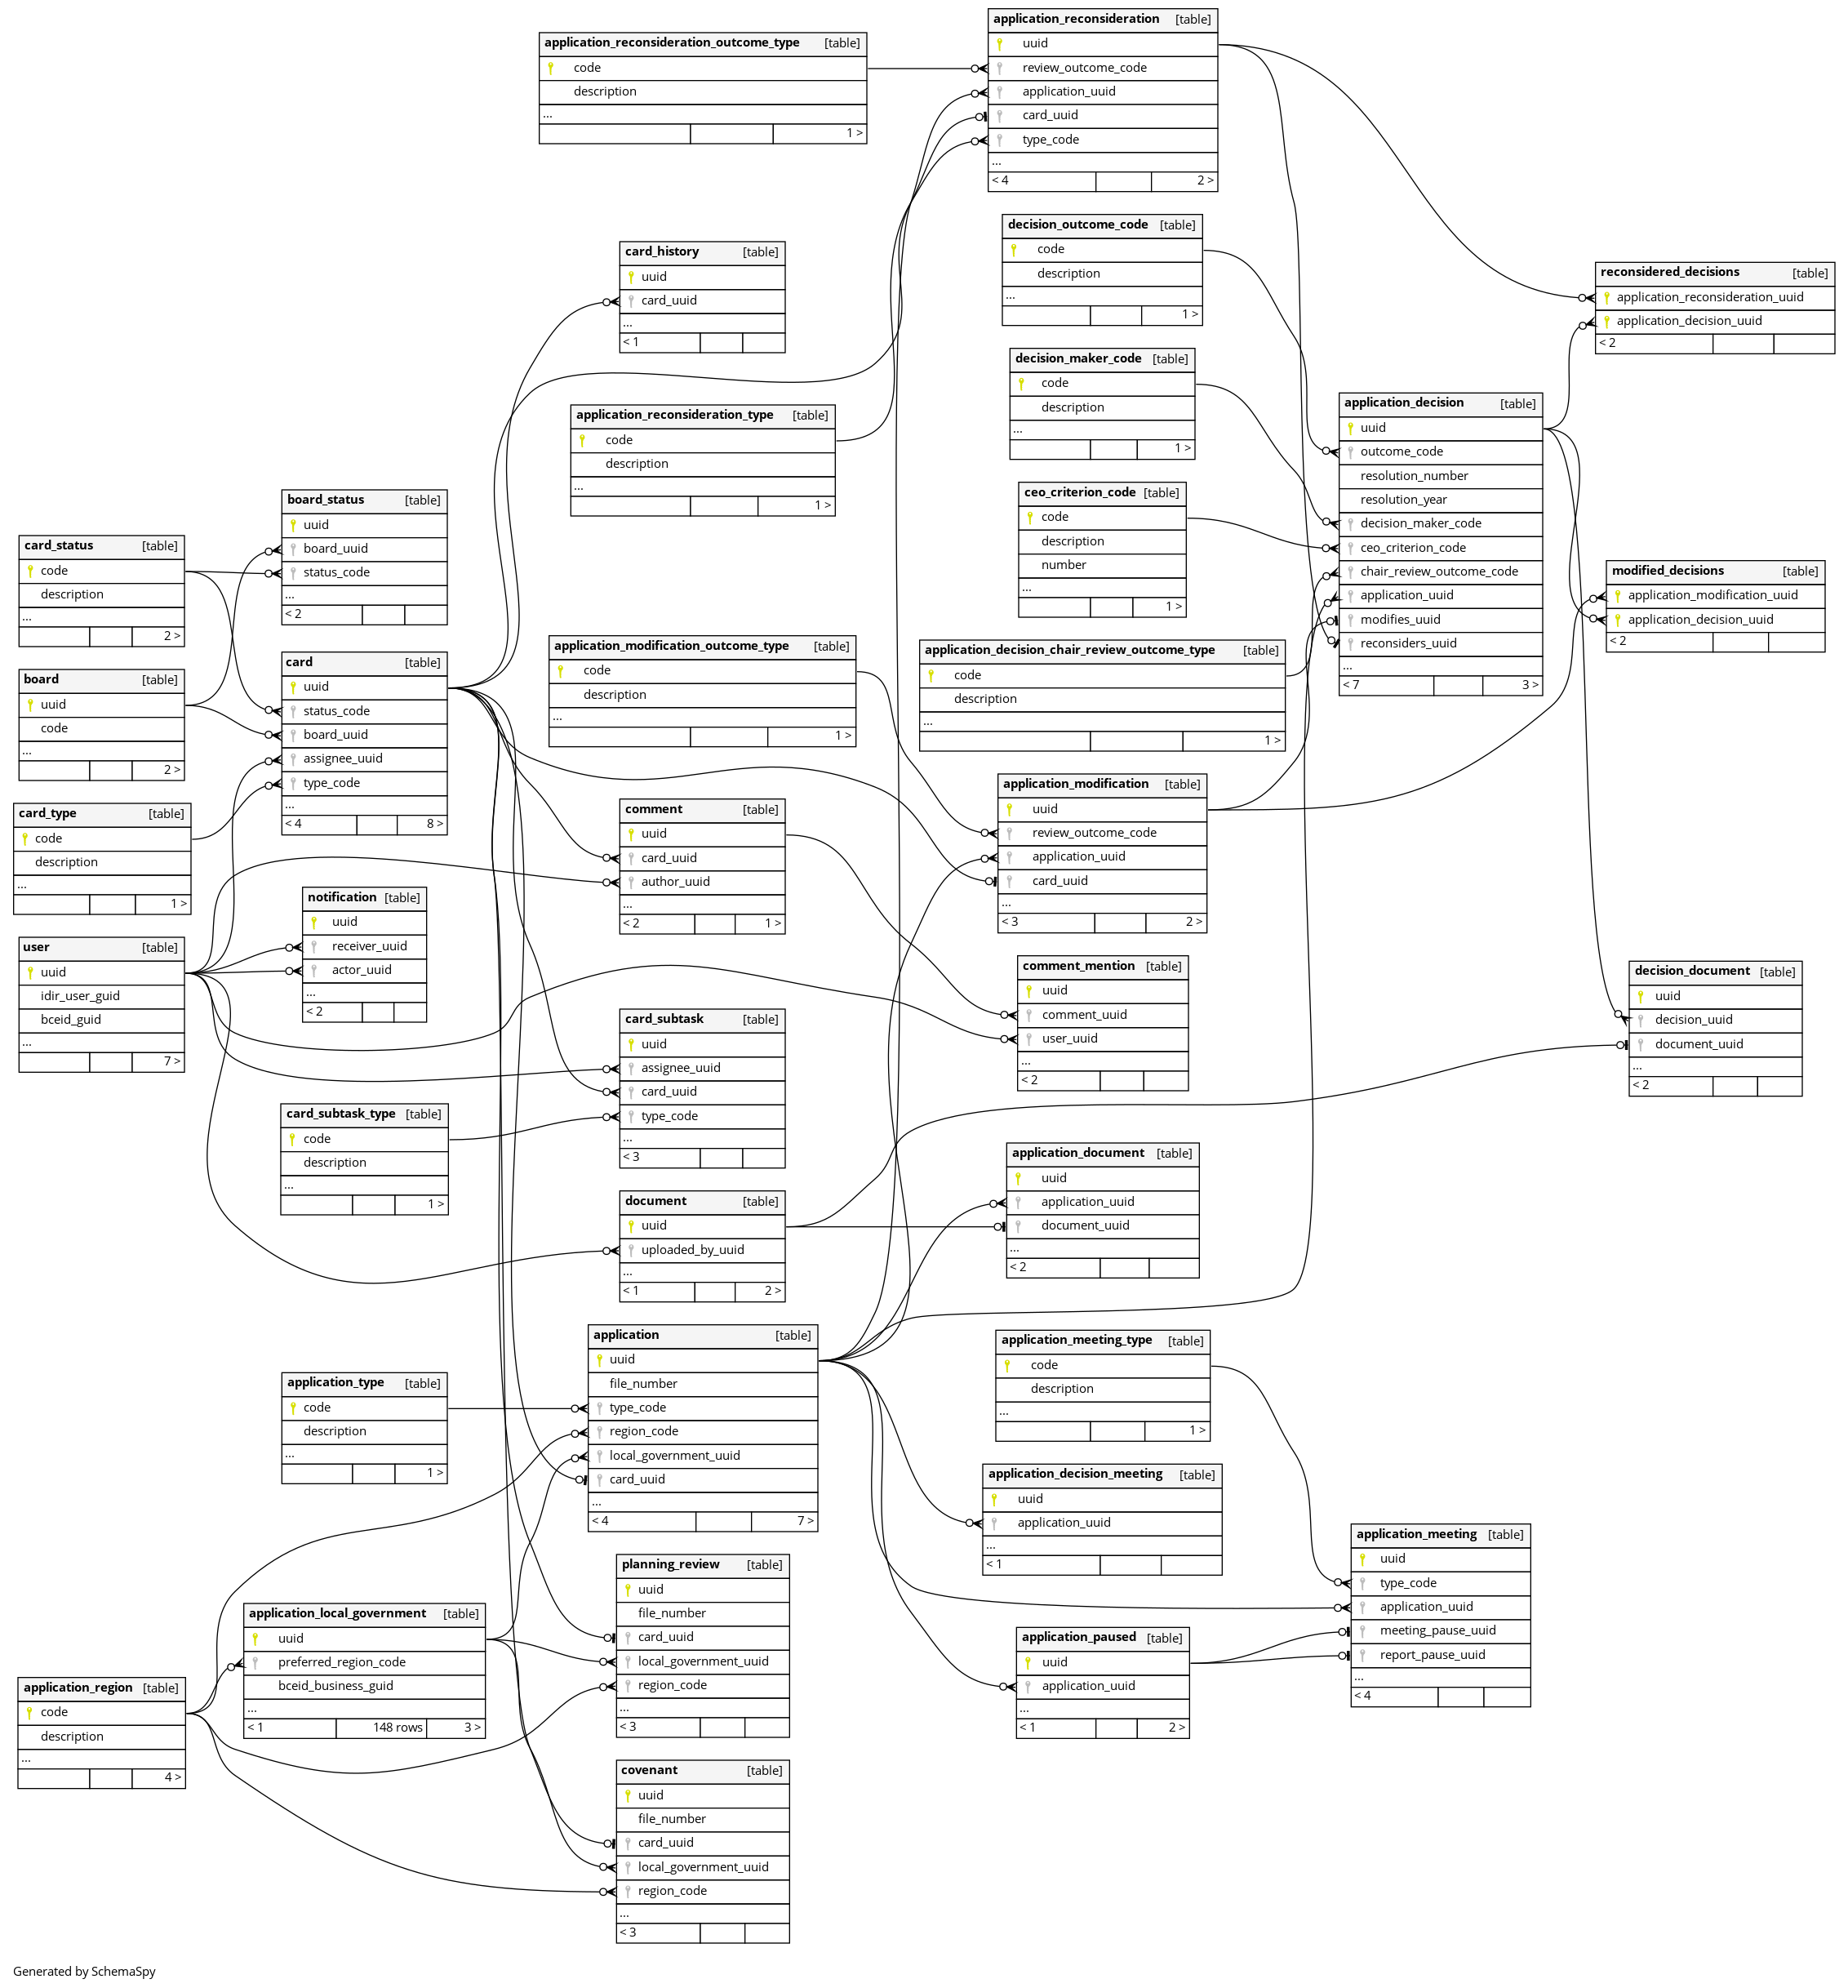 application_reconsideration [table]
uuid
review_outcome_code
application_uuid
card_uuid
type_code
...
< 4 2 >
application_reconsideration_outcome_type [table]
code
description
...
1 >
decision_outcome_code [table]
code
description
...
1 >
card_history [table]
uuid
card_uuid
...
< 1
reconsidered_decisions [table]
application_reconsideration_uuid
application_decision_uuid
< 2
decision_maker_code [table]
code
description
...
1 >
application_decision [table]
uuid
outcome_code
resolution_number
resolution_year
decision_maker_code
ceo_criterion_code
chair_review_outcome_code
application_uuid
modifies_uuid
reconsiders_uuid
...
< 7 3 >
application_reconsideration_type [table]
code
description
...
1 >
ceo_criterion_code [table]
code
description
number
...
1 >
board_status [table]
uuid
board_uuid
status_code
...
< 2
card_status [table]
code
description
...
2 >
modified_decisions [table]
application_modification_uuid
application_decision_uuid
< 2
application_modification_outcome_type [table]
code
description
...
1 >
application_decision_chair_review_outcome_type [table]
code
description
...
1 >
card [table]
uuid
status_code
board_uuid
assignee_uuid
type_code
...
< 4 8 >
board [table]
uuid
code
...
2 >
application_modification [table]
uuid
review_outcome_code
application_uuid
card_uuid
...
< 3 2 >
comment [table]
uuid
card_uuid
author_uuid
...
< 2 1 >
card_type [table]
code
description
...
1 >
notification [table]
uuid
receiver_uuid
actor_uuid
...
< 2
user [table]
uuid
idir_user_guid
bceid_guid
...
7 >
comment_mention [table]
uuid
comment_uuid
user_uuid
...
< 2
decision_document [table]
uuid
decision_uuid
document_uuid
...
< 2
card_subtask [table]
uuid
assignee_uuid
card_uuid
type_code
...
< 3
card_subtask_type [table]
code
description
...
1 >
application_document [table]
uuid
application_uuid
document_uuid
...
< 2
document [table]
uuid
uploaded_by_uuid
...
< 1 2 >
application [table]
uuid
file_number
type_code
region_code
local_government_uuid
card_uuid
...
< 4 7 >
application_meeting_type [table]
code
description
...
1 >
application_type [table]
code
description
...
1 >
application_decision_meeting [table]
uuid
application_uuid
...
< 1
application_meeting [table]
uuid
type_code
application_uuid
meeting_pause_uuid
report_pause_uuid
...
< 4
planning_review [table]
uuid
file_number
card_uuid
local_government_uuid
region_code
...
< 3
application_local_government [table]
uuid
preferred_region_code
bceid_business_guid
...
< 1 148 rows 3 >
application_paused [table]
uuid
application_uuid
...
< 1 2 >
application_region [table]
code
description
...
4 >
covenant [table]
uuid
file_number
card_uuid
local_government_uuid
region_code
...
< 3
Generated by SchemaSpy